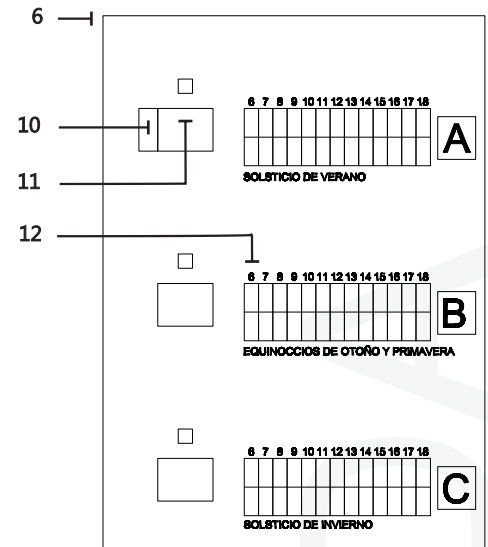 6
10
11
12
6 7 8 9 10 11 12 13 14 15 16 17 18
A
SOLSTICIO DE VERANO
6 7 8 9 10 11 12 13 14 15 16 17 18
B
EQUINOCCIOS DE OTOÑO Y PRIMAVERA
6 7 8 9 10 11 12 13 14 15 16 17 18
C
SOLSTICIO DE INVIERNO